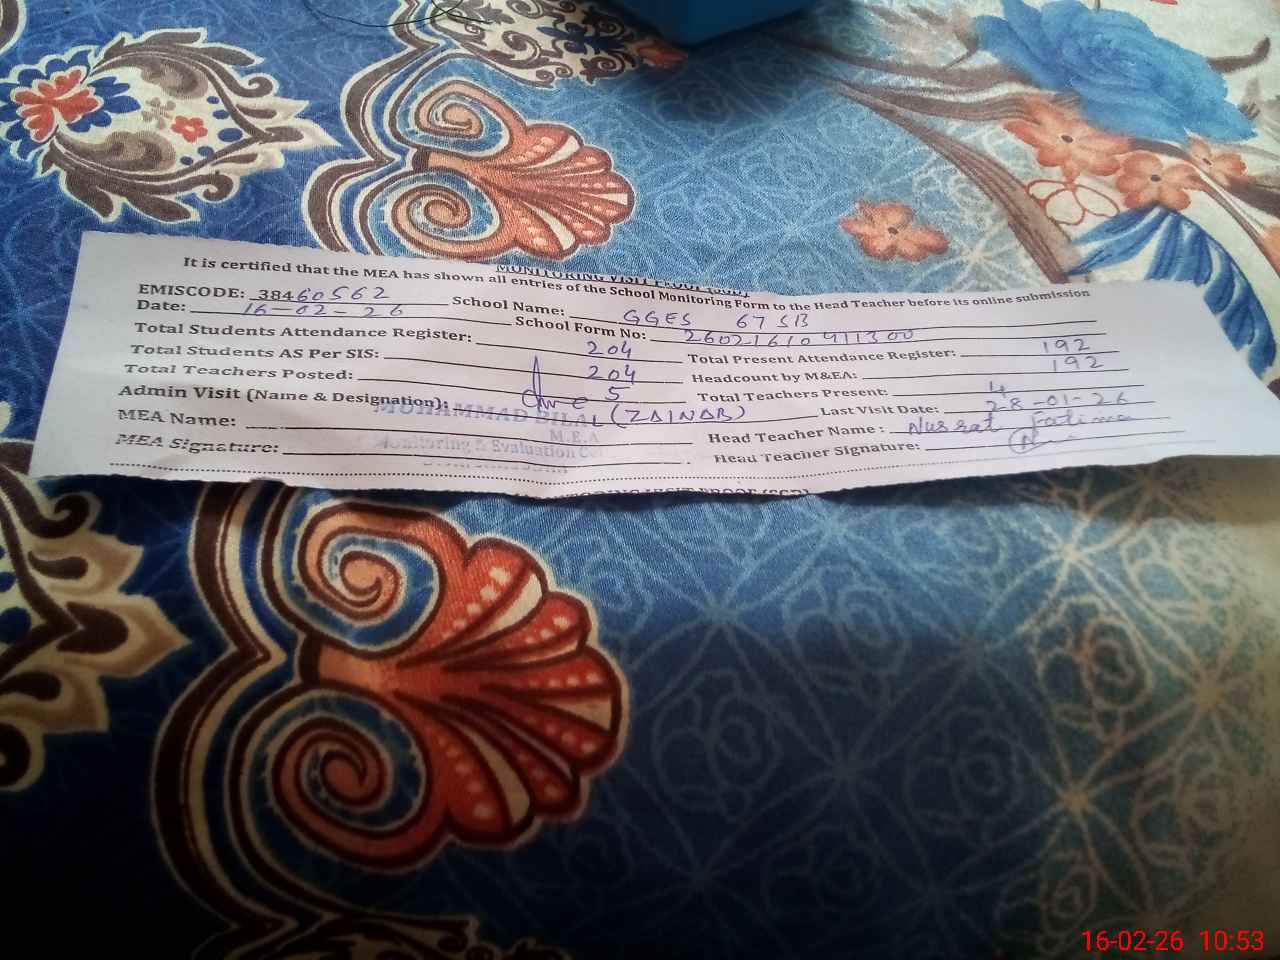 MONITORING VISIT PROOF
It is certified that the MEA has shown all entries of the School Monitoring Form to the Head Teacher before its online submission
EMISCODE: 38460562 School Name: GGES 67 SB
Date: 16-02-26 School Form No: 2602161091300
Total Students Attendance Register: 204 Total Present Attendance Register: 192
Total Students AS Per SIS: 204 Headcount by M&EA: 192
Total Teachers Posted: 5 Total Teachers Present: 4
Admin Visit (Name & Designation): (ZAINAB) Last Visit Date: 28-01-26
MEA Name: MUHAMMAD BILAL Head Teacher Name: Nusrat Fatima
M.E.A
MEA Signature: Monitoring & Evaluation Head Teacher Signature:
16-02-26 10:53